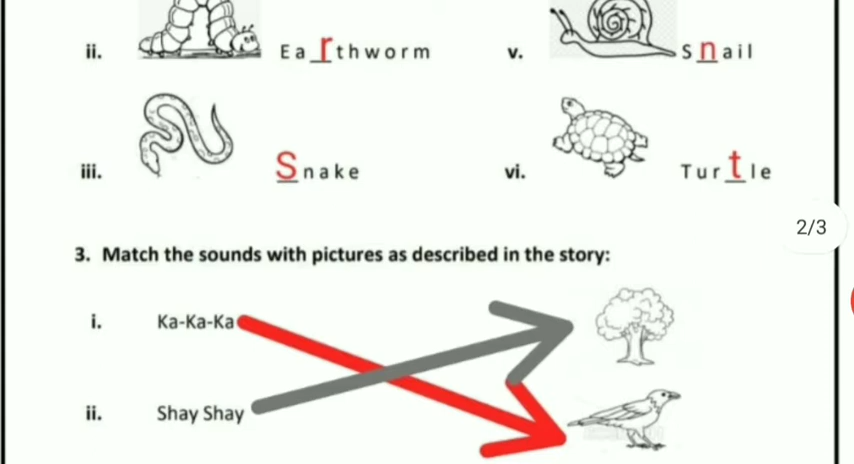 ii. Earthworm v. Snail
iii. Snake vi. Turtle
2/3
3. Match the sounds with pictures as described in the story:
i. Ka-Ka-Ka
ii. Shay Shay